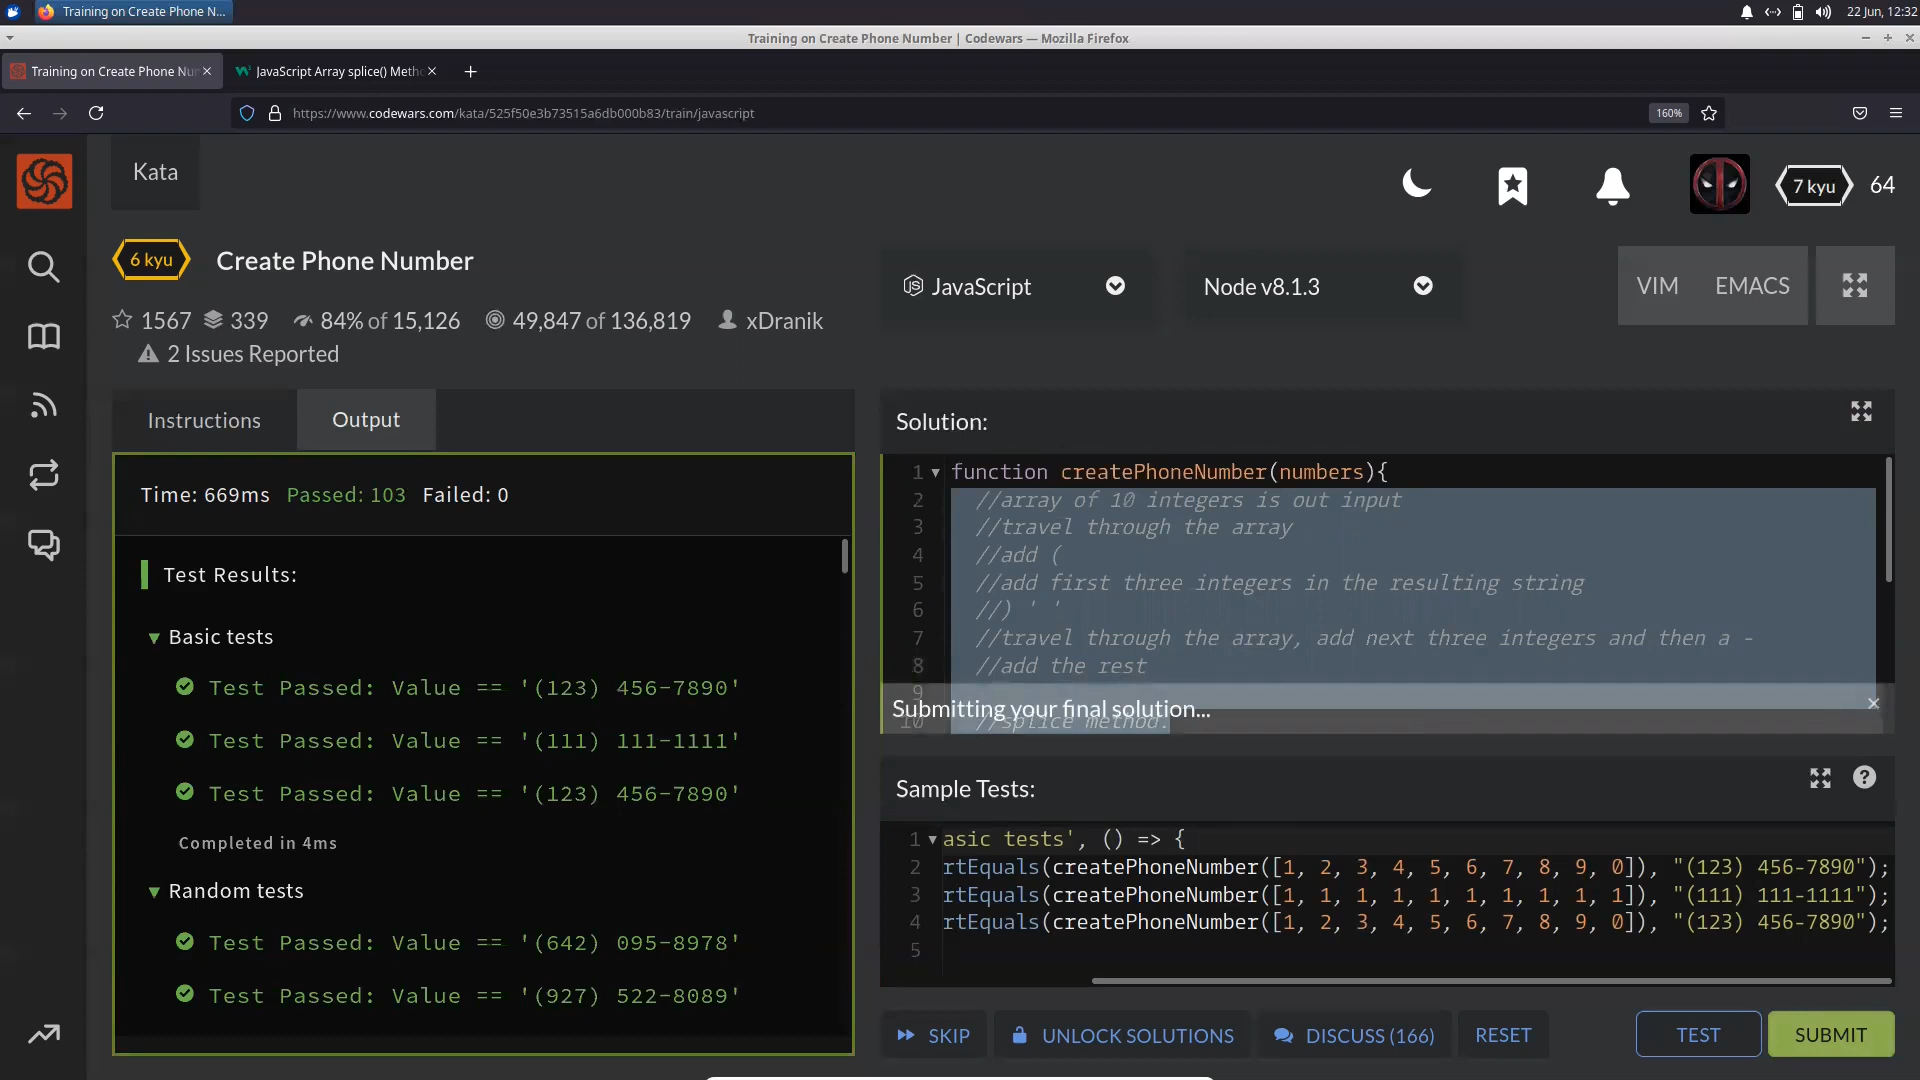 Training on Create Phone N...
22 Jun, 12:32
Training on Create Phone Number | Codewars — Mozilla Firefox
Training on Create Phone Nu
JavaScript Array splice() Metho
https://www.codewars.com/kata/525f50e3b73515a6db000b83/train/javascript
160%
Kata
7 kyu 64
6 kyu Create Phone Number
1567 339 84% of 15,126 49,847 of 136,819 xDranik
2 Issues Reported
JavaScript
Node v8.1.3
VIM EMACS
Instructions Output
Time: 669ms Passed: 103 Failed: 0
Test Results:
Basic tests
Test Passed: Value == '(123) 456-7890'
Test Passed: Value == '(111) 111-1111'
Test Passed: Value == '(123) 456-7890'
Completed in 4ms
Random tests
Test Passed: Value == '(642) 095-8978'
Test Passed: Value == '(927) 522-8089'
Solution:
1 function createPhoneNumber(numbers){
2 //array of 10 integers is out input
3 //travel through the array
4 //add (
5 //add first three integers in the resulting string
6 //) ' '
7 //travel through the array, add next three integers and then a -
8 //add the rest
9
Submitting your final solution...
10 //splice method.
Sample Tests:
1 asic tests', () => {
2 rtEquals(createPhoneNumber([1, 2, 3, 4, 5, 6, 7, 8, 9, 0]), "(123) 456-7890");
3 rtEquals(createPhoneNumber([1, 1, 1, 1, 1, 1, 1, 1, 1, 1]), "(111) 111-1111");
4 rtEquals(createPhoneNumber([1, 2, 3, 4, 5, 6, 7, 8, 9, 0]), "(123) 456-7890");
5
SKIP UNLOCK SOLUTIONS DISCUSS (166) RESET TEST SUBMIT